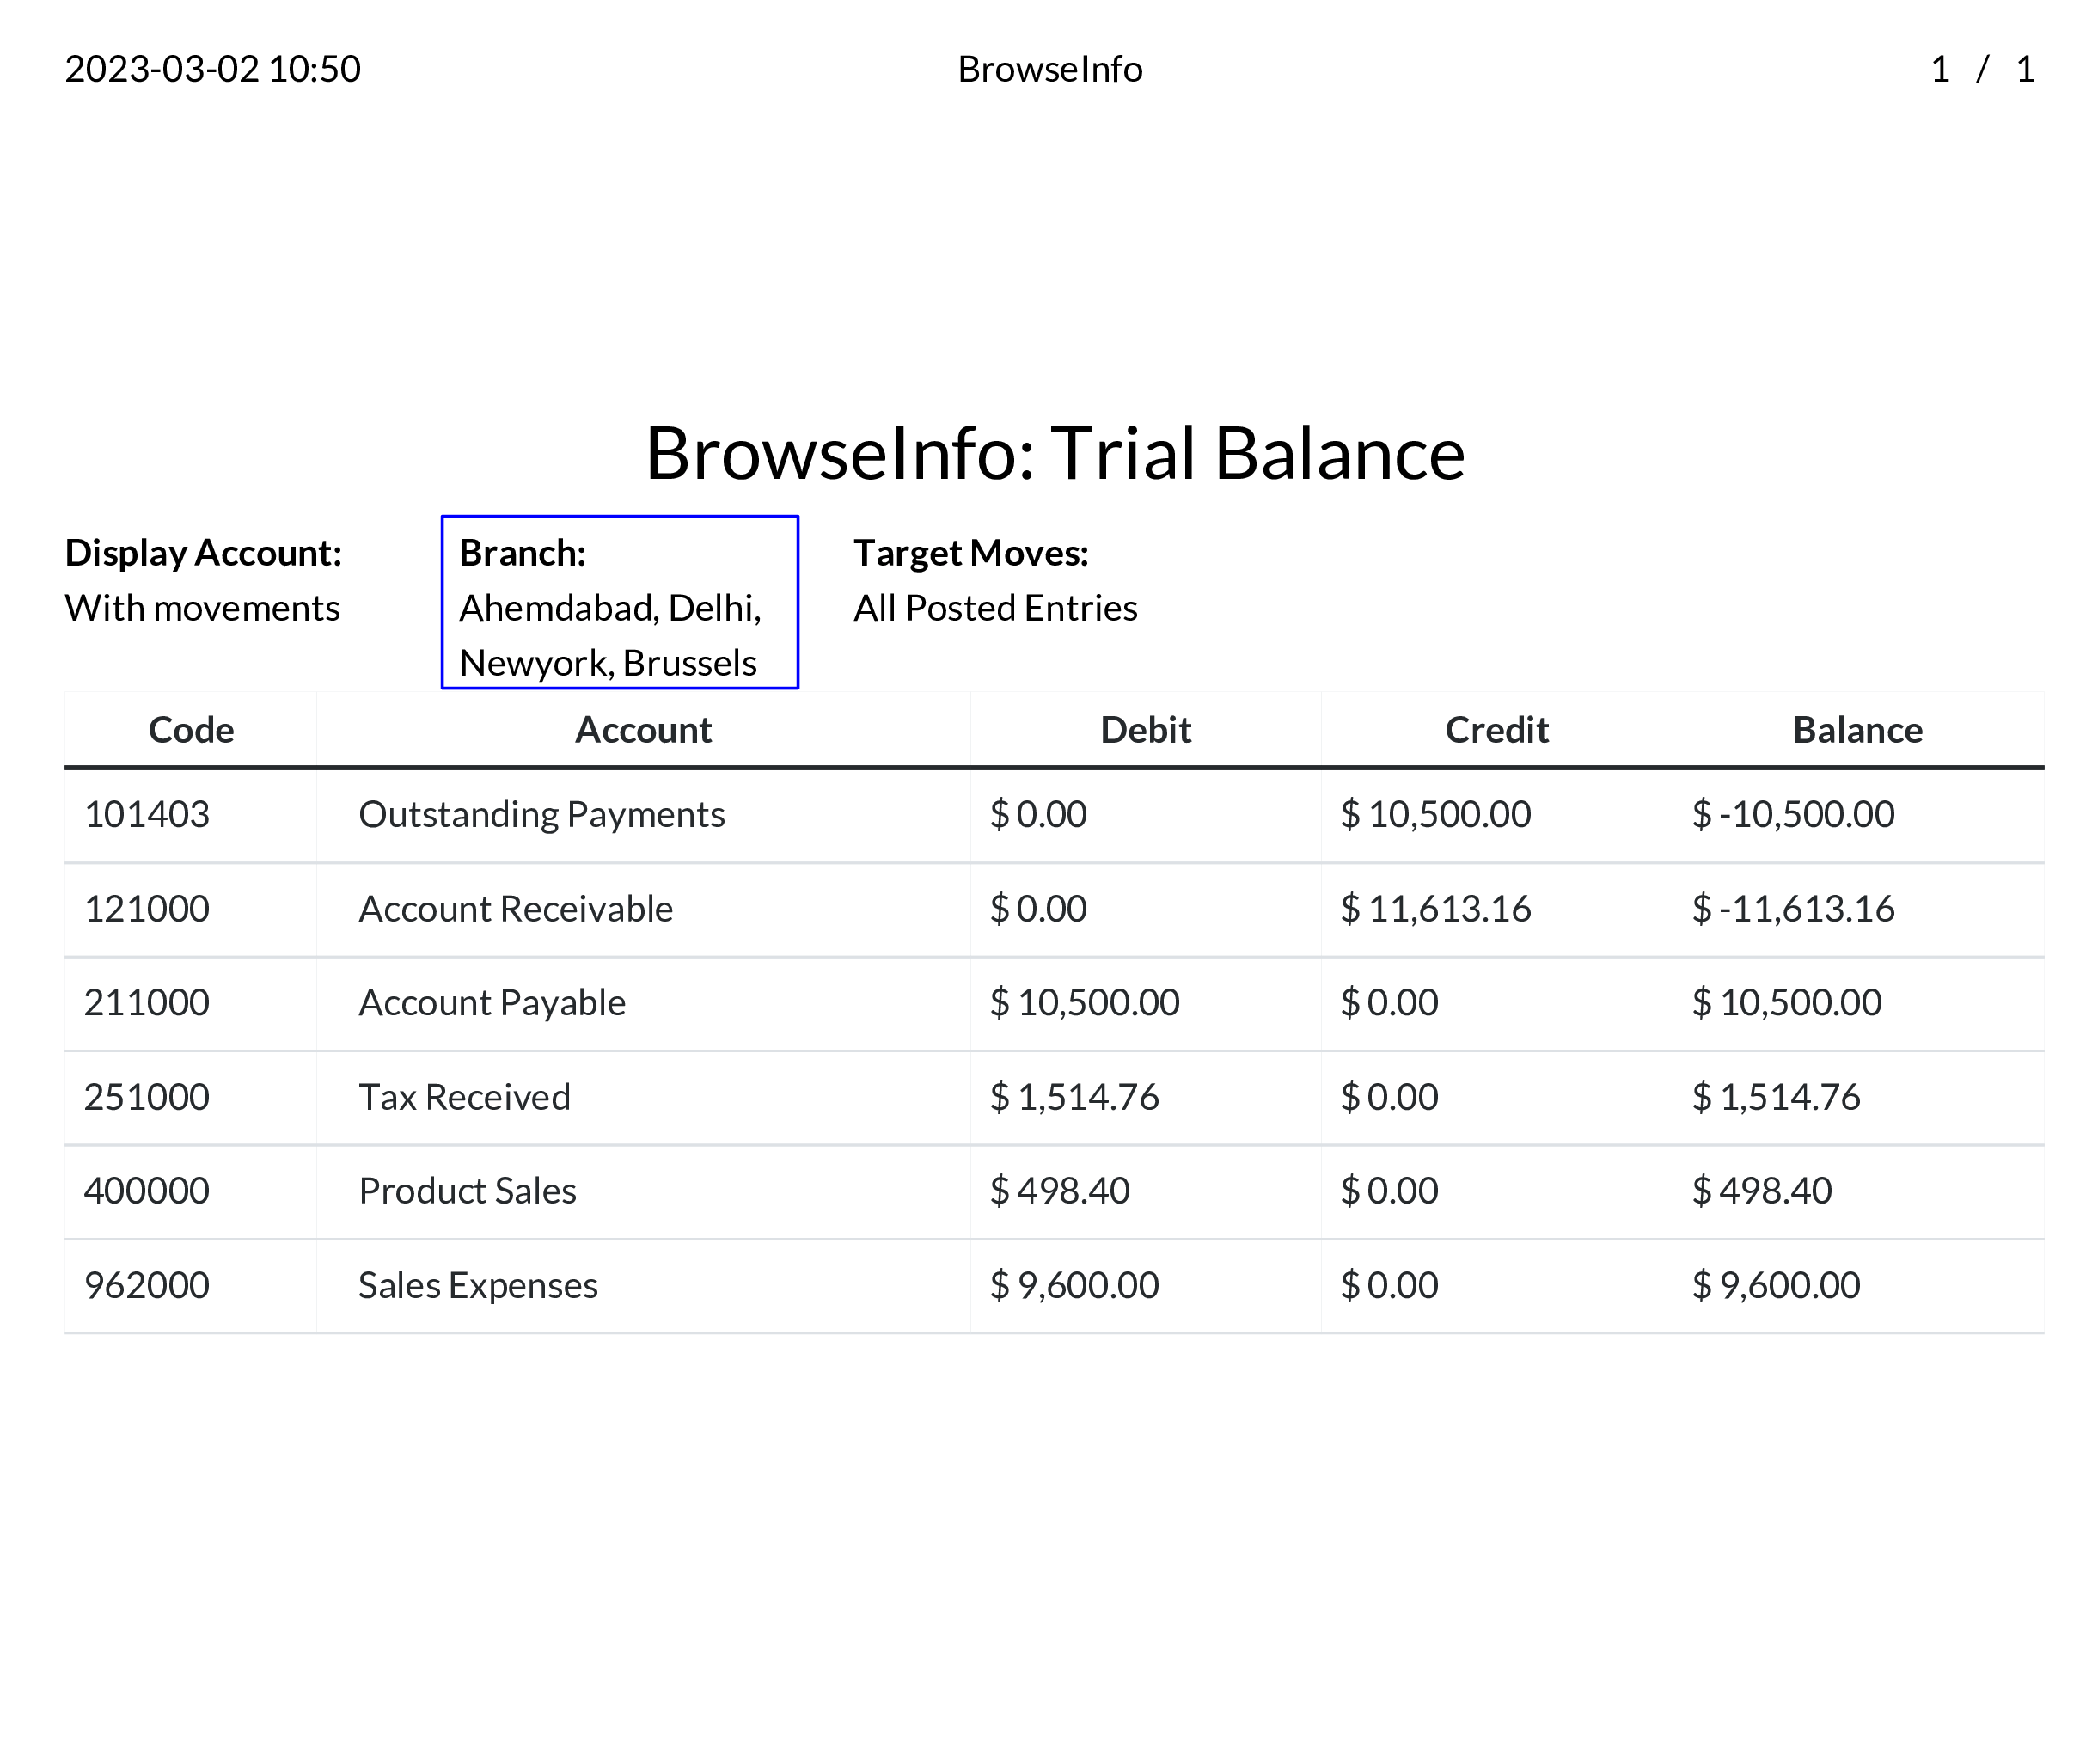 2023-03-02 10:50 BrowseInfo 1 / 1
BrowseInfo: Trial Balance
Display Account: Branch: Target Moves:
With movements Ahemdabad, Delhi, All Posted Entries
Newyork, Brussels
Code Account Debit Credit Balance
101403 Outstanding Payments $ 0.00 $ 10,500.00 $ -10,500.00
121000 Account Receivable $ 0.00 $ 11,613.16 $ -11,613.16
211000 Account Payable $ 10,500.00 $ 0.00 $ 10,500.00
251000 Tax Received $ 1,514.76 $ 0.00 $ 1,514.76
400000 Product Sales $ 498.40 $ 0.00 $ 498.40
962000 Sales Expenses $ 9,600.00 $ 0.00 $ 9,600.00